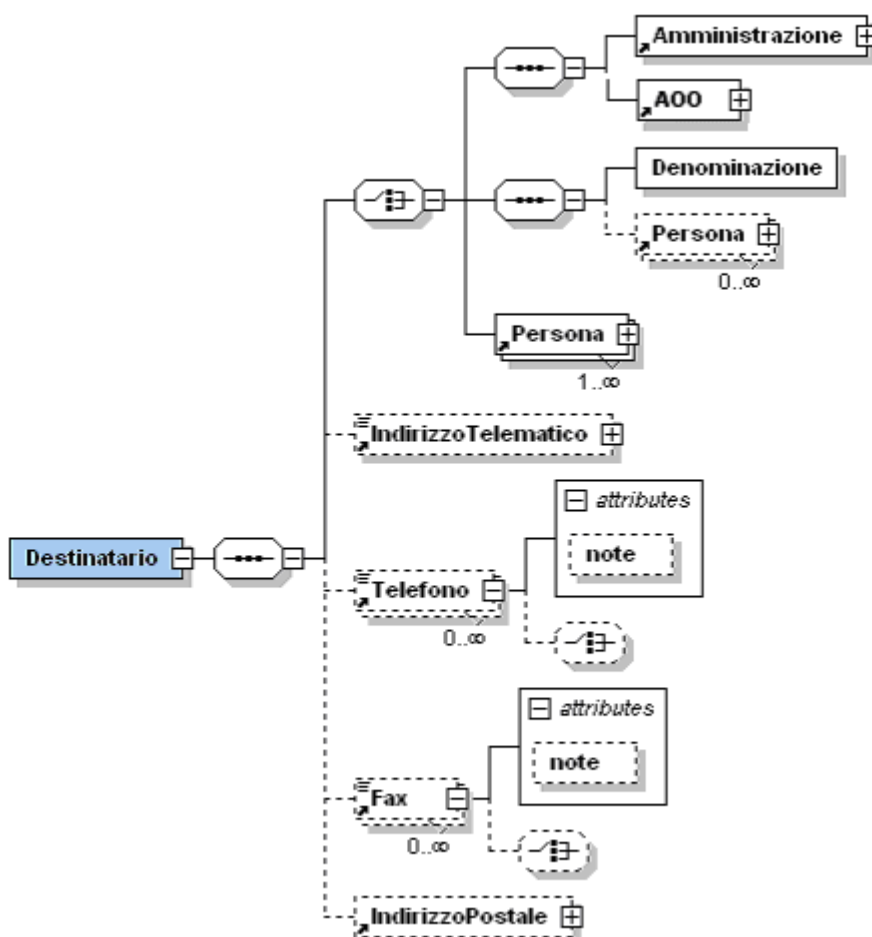 Amministrazione
AOO
Denominazione
Persona
0..∞
Persona
1..∞
IndirizzoTelematico
attributes
note
Destinatario
Telefono
0..∞
attributes
note
Fax
0..∞
IndirizzoPostale